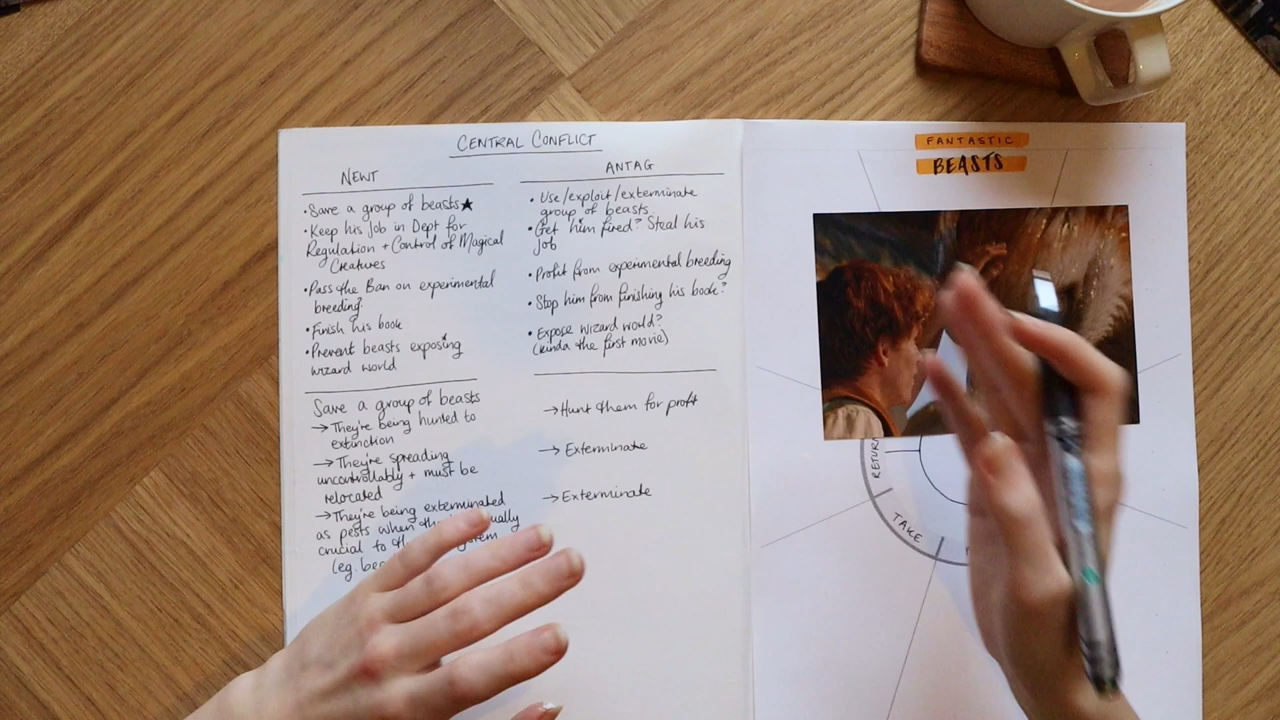 CENTRAL CONFLICT
NEWT
• Save a group of beasts★
• Keep his job in Dept for
Regulation + Control of Magical
Creatures
• Pass the Ban on experimental
breeding?
• Finish his book
• Prevent beasts exposing
wizard world
Save a group of beasts
→ They're being hunted to
extinction
→ They're spreading
uncontrollably + must be
relocated
→ They're being exterminated
as pests when
crucial to
(eg.
ANTAG
• Use/exploit/exterminate
group of beasts
• Get him fired? Steal his
job
• Profit from experimental breeding
• Stop him from finishing his book?
• Expose wizard world?
(kinda the first movie)
→ Hunt them for profit
→ Exterminate
→ Exterminate
FANTASTIC
BEASTS
RETURN
TAKE